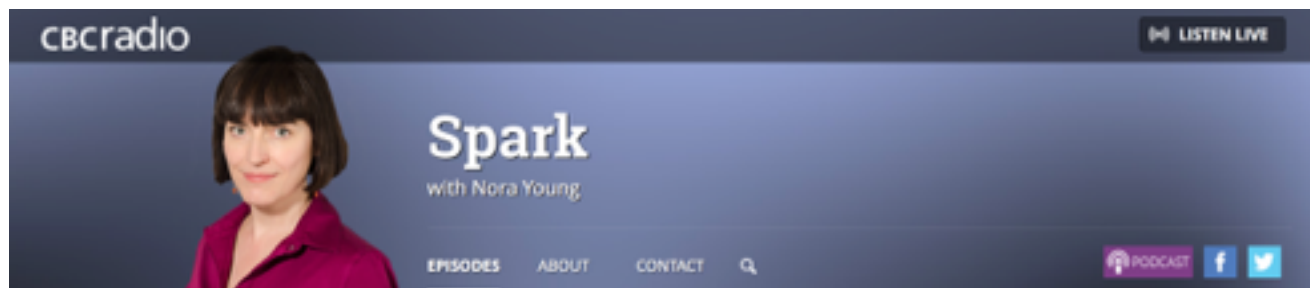 CBCradio
LISTEN LIVE
Spark
with Nora Young
EPISODES ABOUT CONTACT
PODCAST f